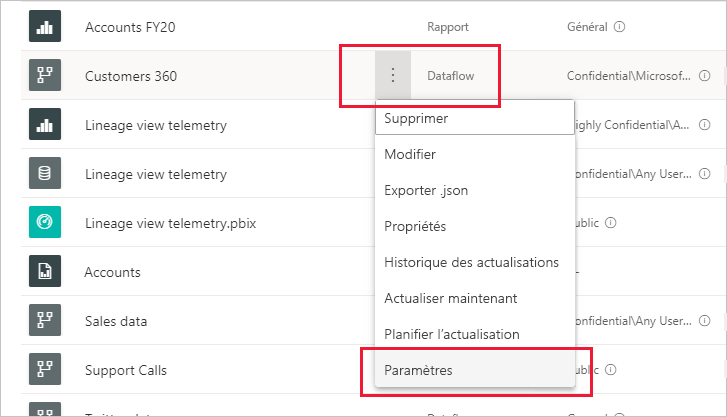 Accounts FY20 Rapport Général
Customers 360 Dataflow Confidential\Microsof...
Supprimer
Lineage view telemetry ighly Confidential\A...
Modifier
Lineage view telemetry onfidential\Any User...
Exporter .json
Lineage view telemetry.pbix ublic
Propriétés
Accounts -
Historique des actualisations
Sales data onfidential\Any User...
Actualiser maintenant
Planifier l'actualisation
Support Calls ublic
Paramètres